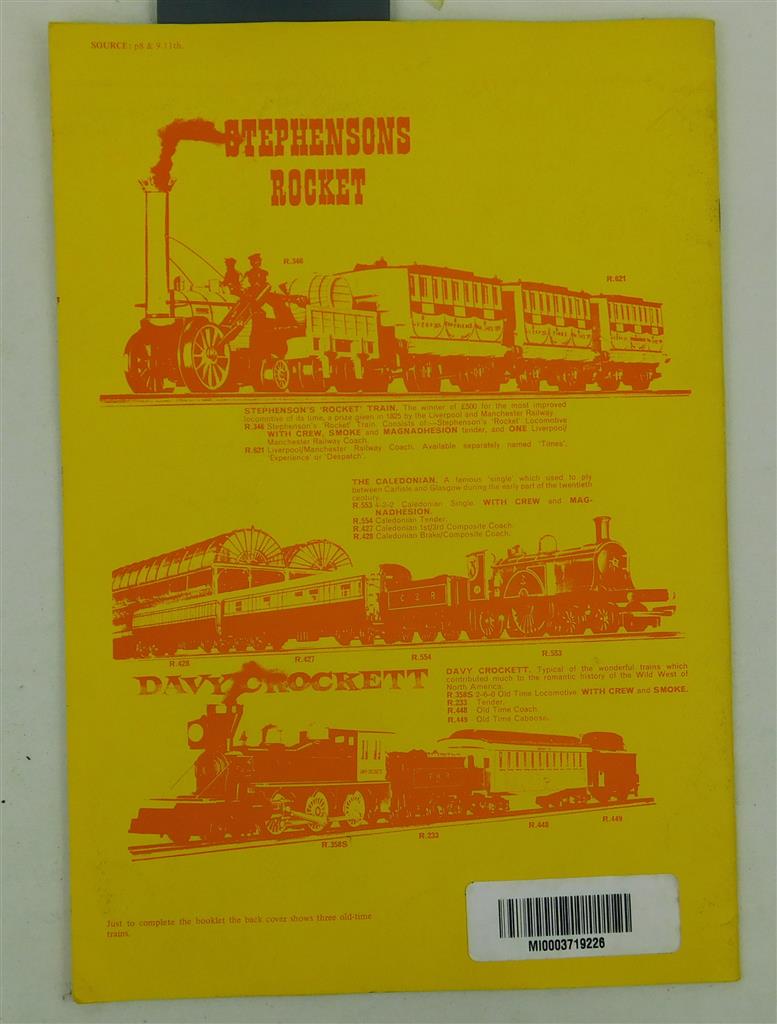 SOURCE: p8 & 9.11th.
STEPHENSONS
ROCKET
R.346
R.621
STEPHENSON'S 'ROCKET' TRAIN. The winner of £500 for the most improved
locomotive of its time, a prize given in 1825 by the Liverpool and Manchester Railway.
R.346 Stephenson's 'Rocket' Train. Consists of:—Stephenson's 'Rocket' Locomotive
WITH CREW, SMOKE and MAGNADHESION tender, and ONE Liverpool/
Manchester Railway Coach.
R.621 Liverpool/Manchester Railway Coach. Available separately named 'Times',
'Experience' or 'Despatch'.
THE CALEDONIAN. A famous 'single' which used to ply
between Carlisle and Glasgow during the early part of the twentieth
century.
R.553 4-2-2 Caledonian Single. WITH CREW and MAG-
NADHESION.
R.554 Caledonian Tender.
R.427 Caledonian 1st/3rd Composite Coach.
R.428 Caledonian Brake/Composite Coach.
C R
R.428
R.427
R.554
R.553
DAVY CROCKETT
DAVY CROCKETT. Typical of the wonderful trains which
contributed much to the romantic history of the Wild West of
North America.
R.358S 2-6-0 Old Time Locomotive. WITH CREW and SMOKE.
R.233 Tender.
R.448 Old Time Coach.
R.449 Old Time Caboose.
R.358S
R.233
R.448
R.449
Just to complete the booklet the back cover shows three old-time
trains.
MI0003719226